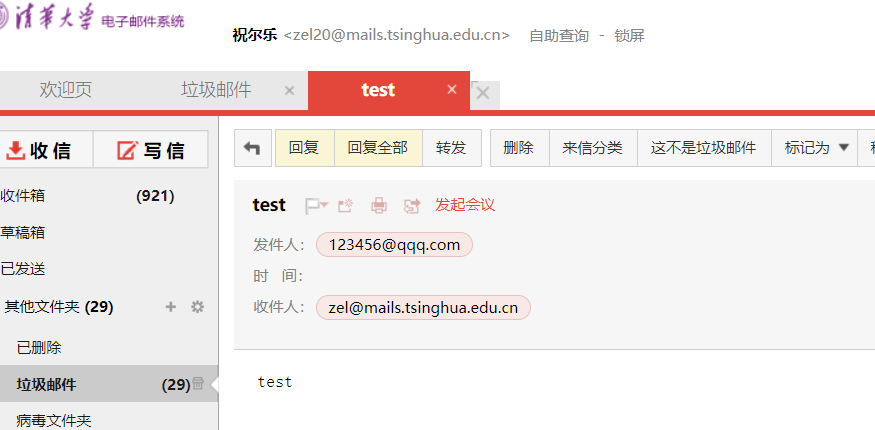 清华大学 电子邮件系统
祝尔乐 <zel20@mails.tsinghua.edu.cn> 自助查询 - 锁屏
欢迎页 垃圾邮件 × test × ×
收信 写信 回复 回复全部 转发 删除 来信分类 这不是垃圾邮件 标记为
收件箱 (921)
草稿箱
已发送
其他文件夹 (29)
已删除
垃圾邮件 (29)
病毒文件夹
test 发起会议
发件人: 123456@qqq.com
时 间:
收件人: zel@mails.tsinghua.edu.cn
test